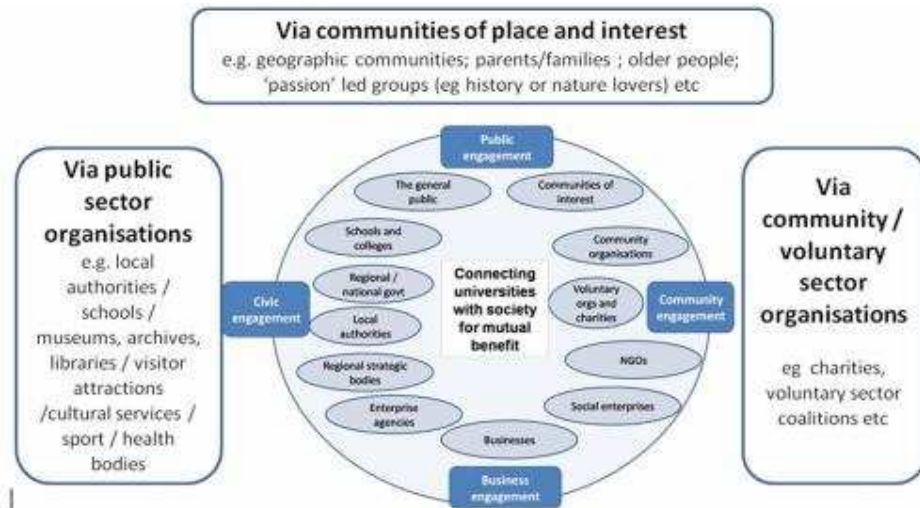 Via communities of place and interest
e.g. geographic communities; parents/families ; older people;
‘passion’ led groups (eg history or nature lovers) etc
Via public
sector
organisations
e.g. local
authorities /
schools /
museums, archives,
libraries / visitor
attractions
/cultural services /
sport / health
bodies
Public
engagement
The general
public
Communities of
interest
Schools and
colleges
Community
organisations
Regional /
national govt
Voluntary
orgs and
charities
Civic
engagement
Local
authorities
Connecting
universities
with society
for mutual
benefit
Community
engagement
Regional strategic
bodies
NGOs
Enterprise
agencies
Social enterprises
Businesses
Business
engagement
Via
community /
voluntary
sector
organisations
eg charities,
voluntary sector
coalitions etc